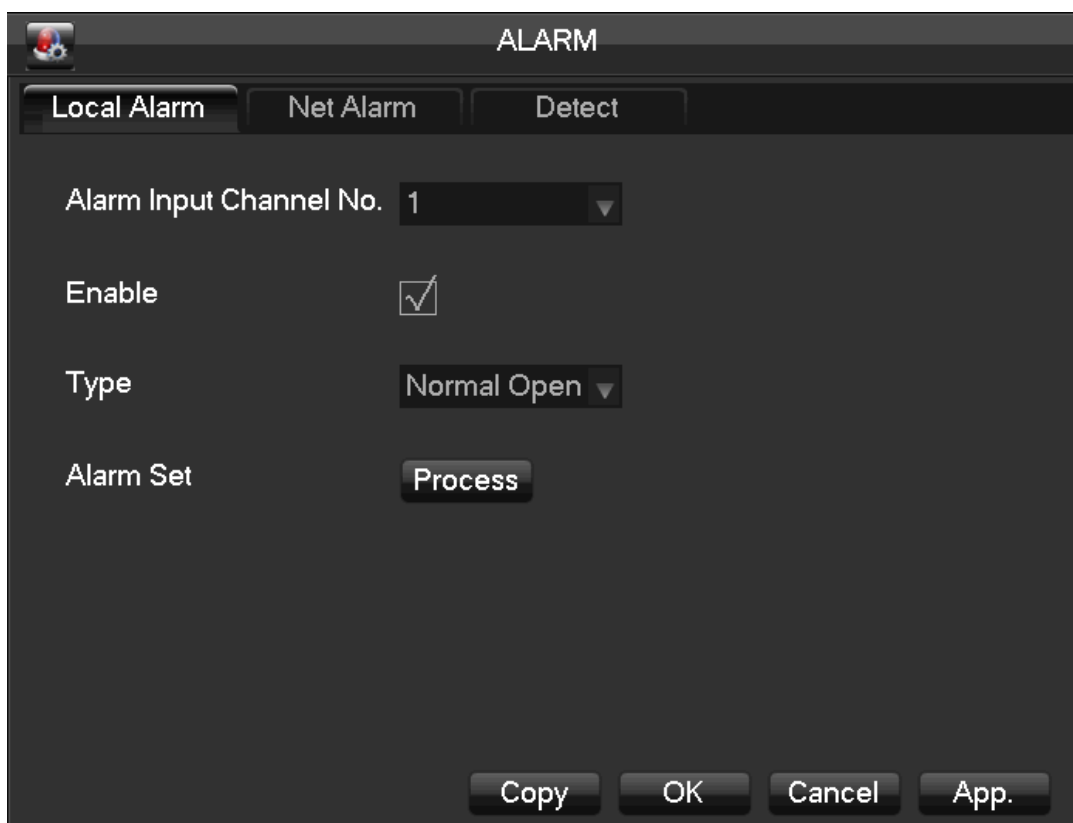 ALARM
Local Alarm Net Alarm Detect
Alarm Input Channel No. 1
Enable
Type Normal Open
Alarm Set Process
Copy OK Cancel App.